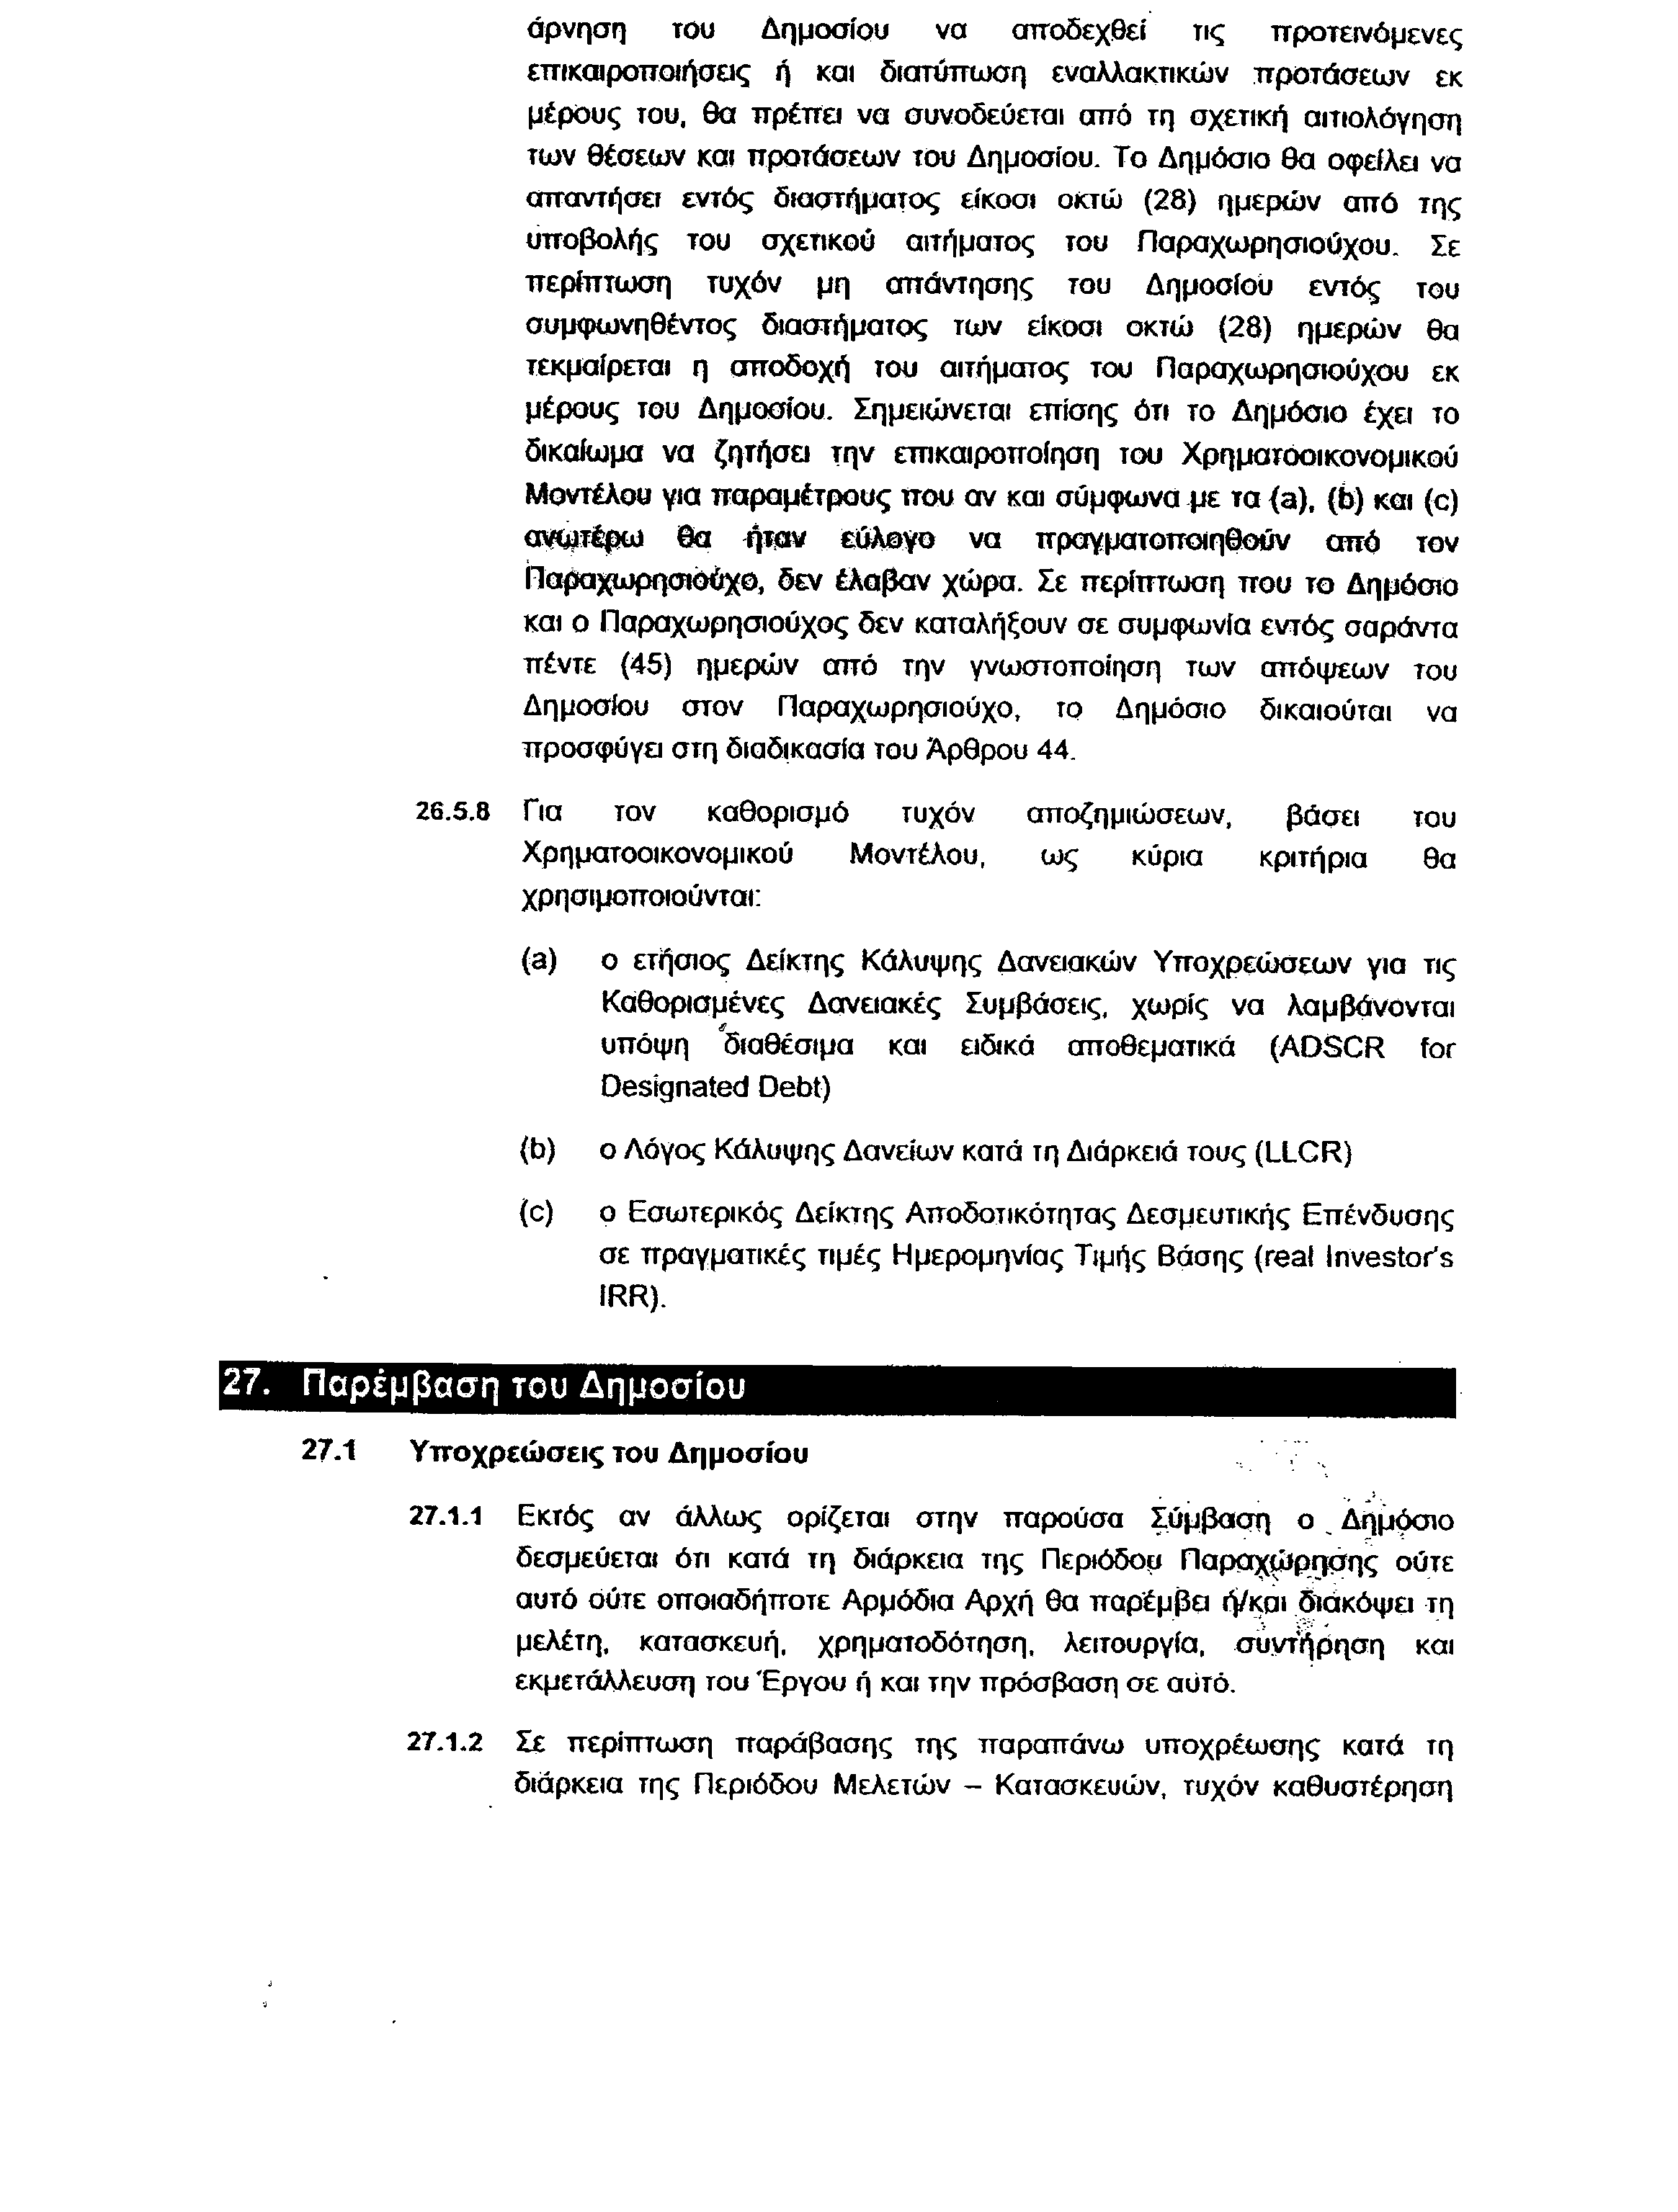 άρνηση του Δημοσίου να αποδεχθεί τις προτεινόμενες
επικαιροποιήσεις ή και διατύπωση εναλλακτικών προτάσεων εκ
μέρους του, θα πρέπει να συνοδεύεται από τη σχετική αιτιολόγηση
των θέσεων και προτάσεων του Δημοσίου. Το Δημόσιο θα οφείλει να
απαντήσει εντός διαστήματος είκοσι οκτώ (28) ημερών από της
υποβολής του σχετικού αιτήματος του Παραχωρησιούχου. Σε
περίπτωση τυχόν μη απάντησης του Δημοσίου εντός του
συμφωνηθέντος διαστήματος των είκοσι οκτώ (28) ημερών θα
τεκμαίρεται η αποδοχή του αιτήματος του Παραχωρησιούχου εκ
μέρους του Δημοσίου. Σημειώνεται επίσης ότι το Δημόσιο έχει το
δικαίωμα να ζητήσει την επικαιροποίηση του Χρηματοοικονομικού
Μοντέλου για παραμέτρους που αν και σύμφωνα με τα (a), (b) και (c)
ανωτέρω θα ήταν εύλογο να πραγματοποιηθούν από τον
Παραχωρησιούχο, δεν έλαβαν χώρα. Σε περίπτωση που το Δημόσιο
και ο Παραχωρησιούχος δεν καταλήξουν σε συμφωνία εντός σαράντα
πέντε (45) ημερών από την γνωστοποίηση των απόψεων του
Δημοσίου στον Παραχωρησιούχο, το Δημόσιο δικαιούται να
προσφύγει στη διαδικασία του Άρθρου 44.
26.5.8 Για τον καθορισμό τυχόν αποζημιώσεων, βάσει του
Χρηματοοικονομικού Μοντέλου, ως κύρια κριτήρια θα
χρησιμοποιούνται:
(a) ο ετήσιος Δείκτης Κάλυψης Δανειακών Υποχρεώσεων για τις
Καθορισμένες Δανειακές Συμβάσεις, χωρίς να λαμβάνονται
υπόψη διαθέσιμα και ειδικά αποθεματικά (ADSCR for
Designated Debt)
(b) ο Λόγος Κάλυψης Δανείων κατά τη Διάρκειά τους (LLCR)
(c) ο Εσωτερικός Δείκτης Αποδοτικότητας Δεσμευτικής Επένδυσης
σε πραγματικές τιμές Ημερομηνίας Τιμής Βάσης (real Investor's
IRR).
27. Παρέμβαση του Δημοσίου
27.1 Υποχρεώσεις του Δημοσίου
27.1.1 Εκτός αν άλλως ορίζεται στην παρούσα Σύμβαση ο Δημόσιο
δεσμεύεται ότι κατά τη διάρκεια της Περιόδου Παραχώρησης ούτε
αυτό ούτε οποιαδήποτε Αρμόδια Αρχή θα παρέμβει ή/και διακόψει τη
μελέτη, κατασκευή, χρηματοδότηση, λειτουργία, συντήρηση και
εκμετάλλευση του Έργου ή και την πρόσβαση σε αυτό.
27.1.2 Σε περίπτωση παράβασης της παραπάνω υποχρέωσης κατά τη
διάρκεια της Περιόδου Μελετών – Κατασκευών, τυχόν καθυστέρηση